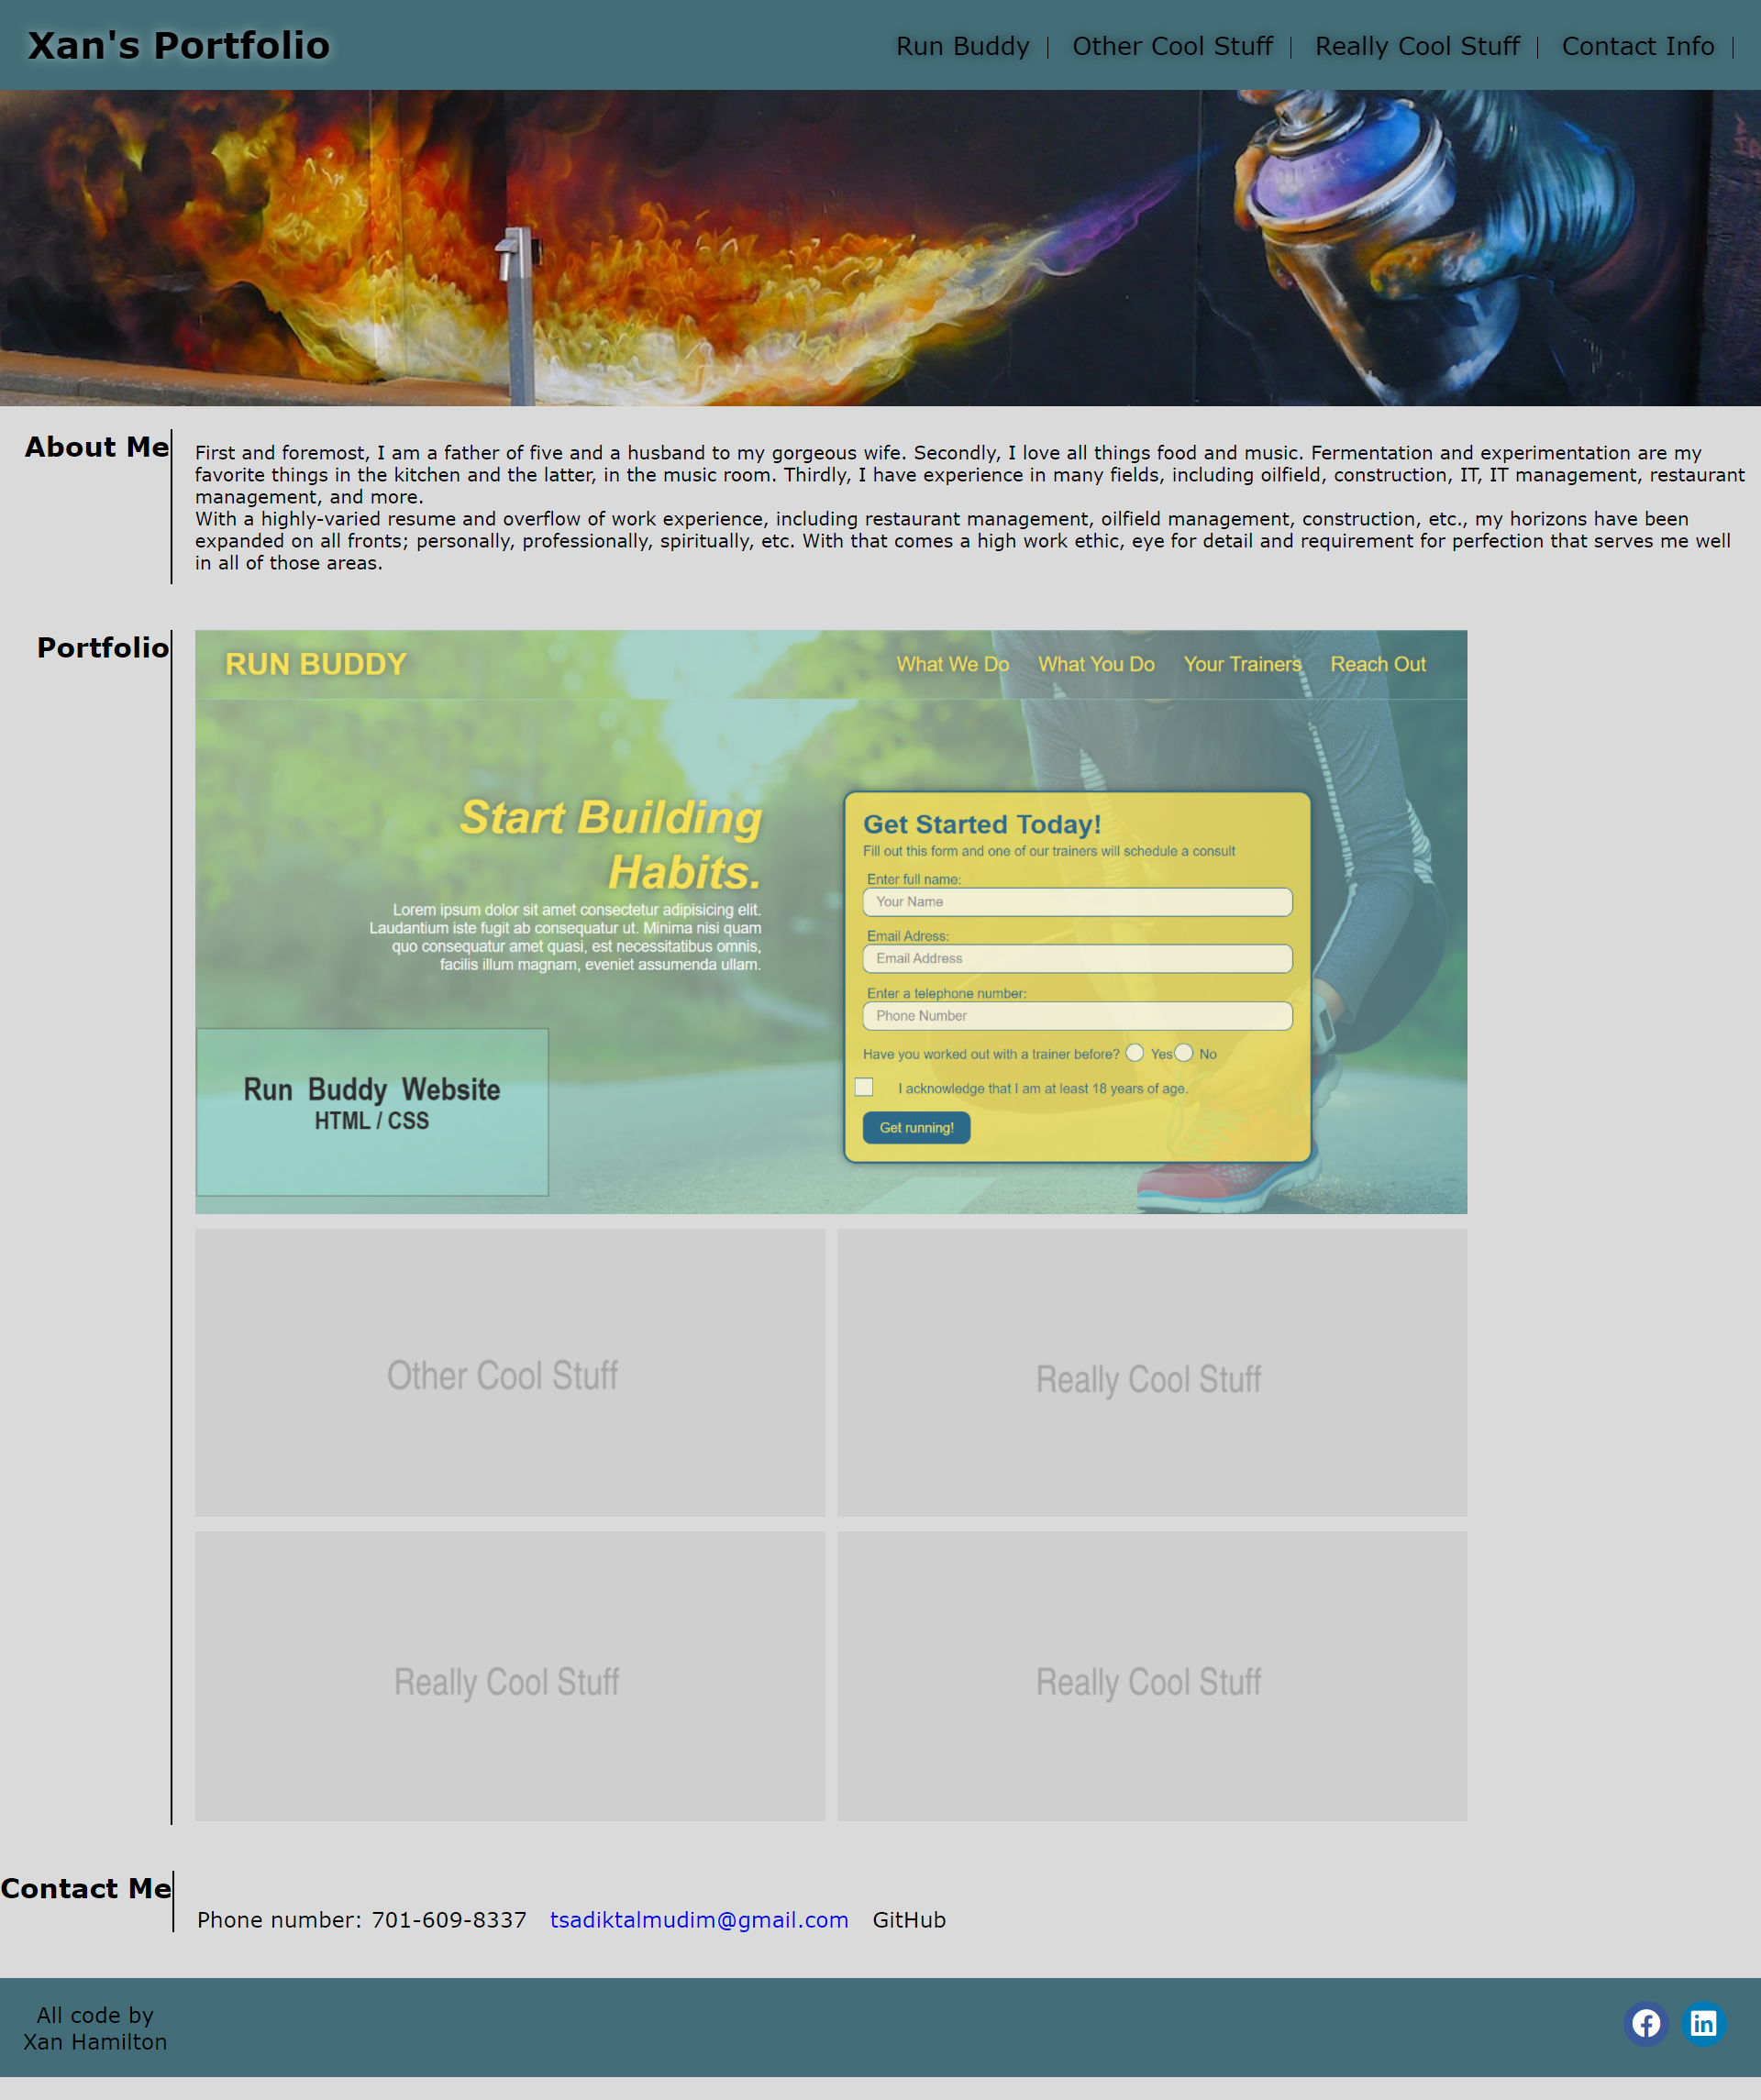 Xan's Portfolio
Run Buddy | Other Cool Stuff | Really Cool Stuff | Contact Info |
About Me
First and foremost, I am a father of five and a husband to my gorgeous wife. Secondly, I love all things food and music. Fermentation and experimentation are my
favorite things in the kitchen and the latter, in the music room. Thirdly, I have experience in many fields, including oilfield, construction, IT, IT management, restaurant
management, and more.
With a highly-varied resume and overflow of work experience, including restaurant management, oilfield management, construction, etc., my horizons have been
expanded on all fronts; personally, professionally, spiritually, etc. With that comes a high work ethic, eye for detail and requirement for perfection that serves me well
in all of those areas.
Portfolio
RUN BUDDY
What We Do What You Do Your Trainers Reach Out
Start Building
Habits.
Lorem ipsum dolor sit amet consectetur adipisicing elit.
Laudantium iste fugit ab consequatur ut. Minima nisi quam
quo consequatur amet quasi, est necessitatibus omnis,
facilis illum magnam, eveniet assumenda ullam.
Get Started Today!
Fill out this form and one of our trainers will schedule a consult
Enter full name:
Your Name
Email Adress:
Email Address
Enter a telephone number:
Phone Number
Have you worked out with a trainer before? Yes No
I acknowledge that I am at least 18 years of age.
Get running!
Run Buddy Website
HTML / CSS
Other Cool Stuff
Really Cool Stuff
Really Cool Stuff
Really Cool Stuff
Contact Me
Phone number: 701-609-8337 tsadiktalmudim@gmail.com GitHub
All code by
Xan Hamilton